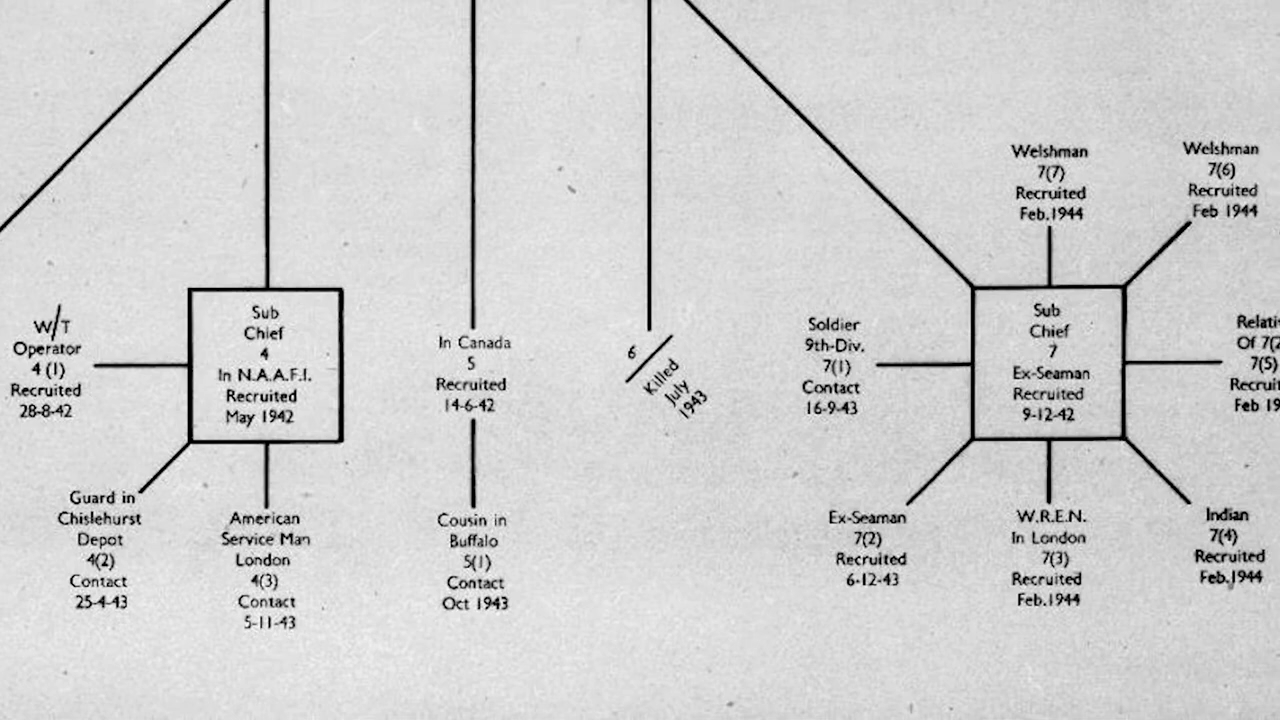 Welshman
7(7)
Recruited
Feb.1944
Welshman
7(6)
Recruited
Feb 1944
W/T
Operator
4 (1)
Recruited
28-8-42
Sub
Chief
4
In N.A.A.F.I.
Recruited
May 1942
In Canada
5
Recruited
14-6-42
6
Killed
July
1943
Soldier
9th-Div.
7(1)
Contact
16-9-43
Sub
Chief
7
Ex-Seaman
Recruited
9-12-42
Of
7(5)
Feb
Guard in
Chislehurst
Depot
4(2)
Contact
25-4-43
American
Service Man
London
4(3)
Contact
5-11-43
Cousin in
Buffalo
5(1)
Contact
Oct 1943
Ex-Seaman
7(2)
Recruited
6-12-43
W.R.E.N.
In London
7(3)
Recruited
Feb.1944
Indian
7(4)
Recruited
Feb.1944